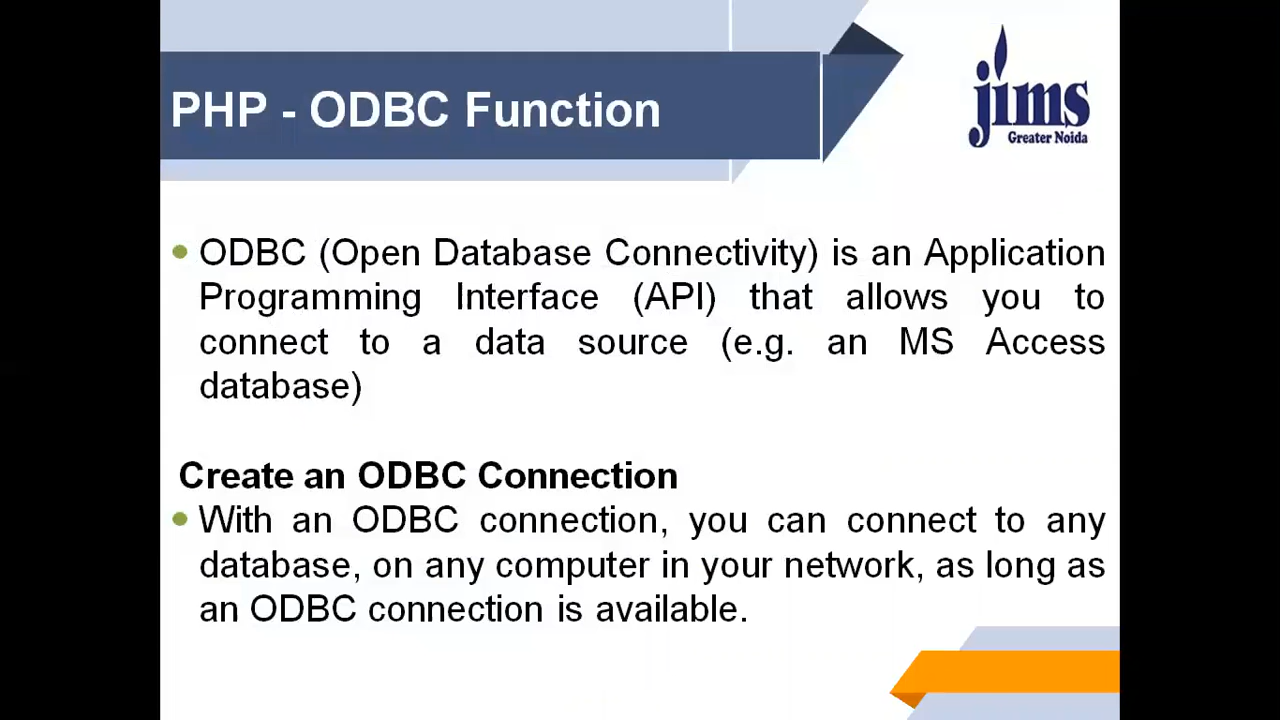 PHP - ODBC Function
jims
Greater Noida
ODBC (Open Database Connectivity) is an Application
Programming Interface (API) that allows you to
connect to a data source (e.g. an MS Access
database)
Create an ODBC Connection
With an ODBC connection, you can connect to any
database, on any computer in your network, as long as
an ODBC connection is available.